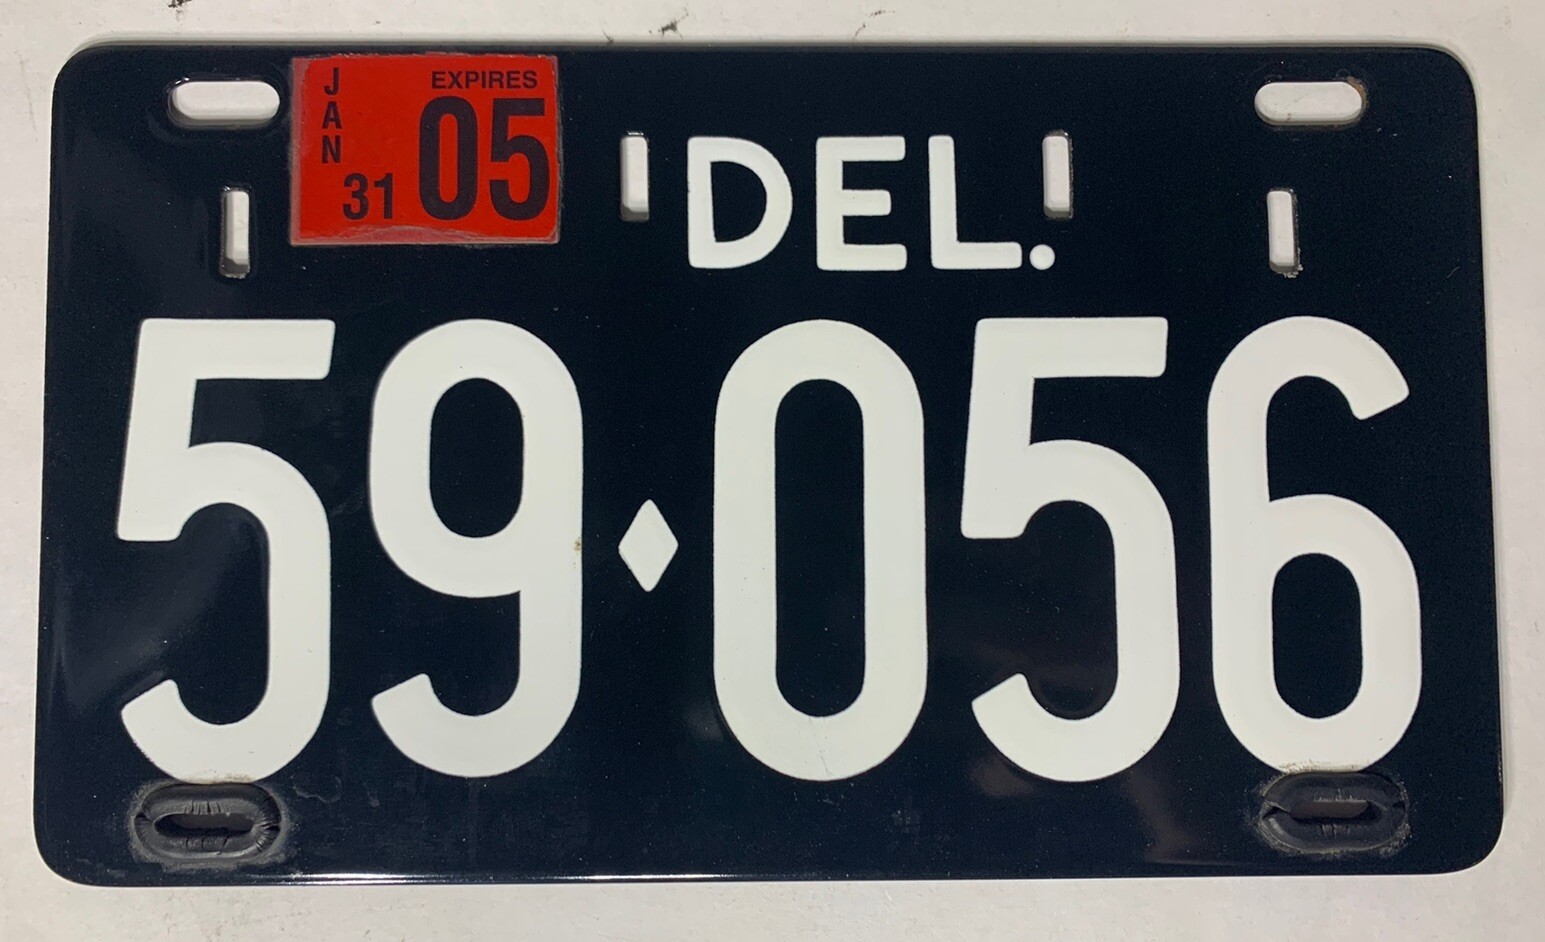 JAN
EXPIRES
31 05
DEL.
59♦056